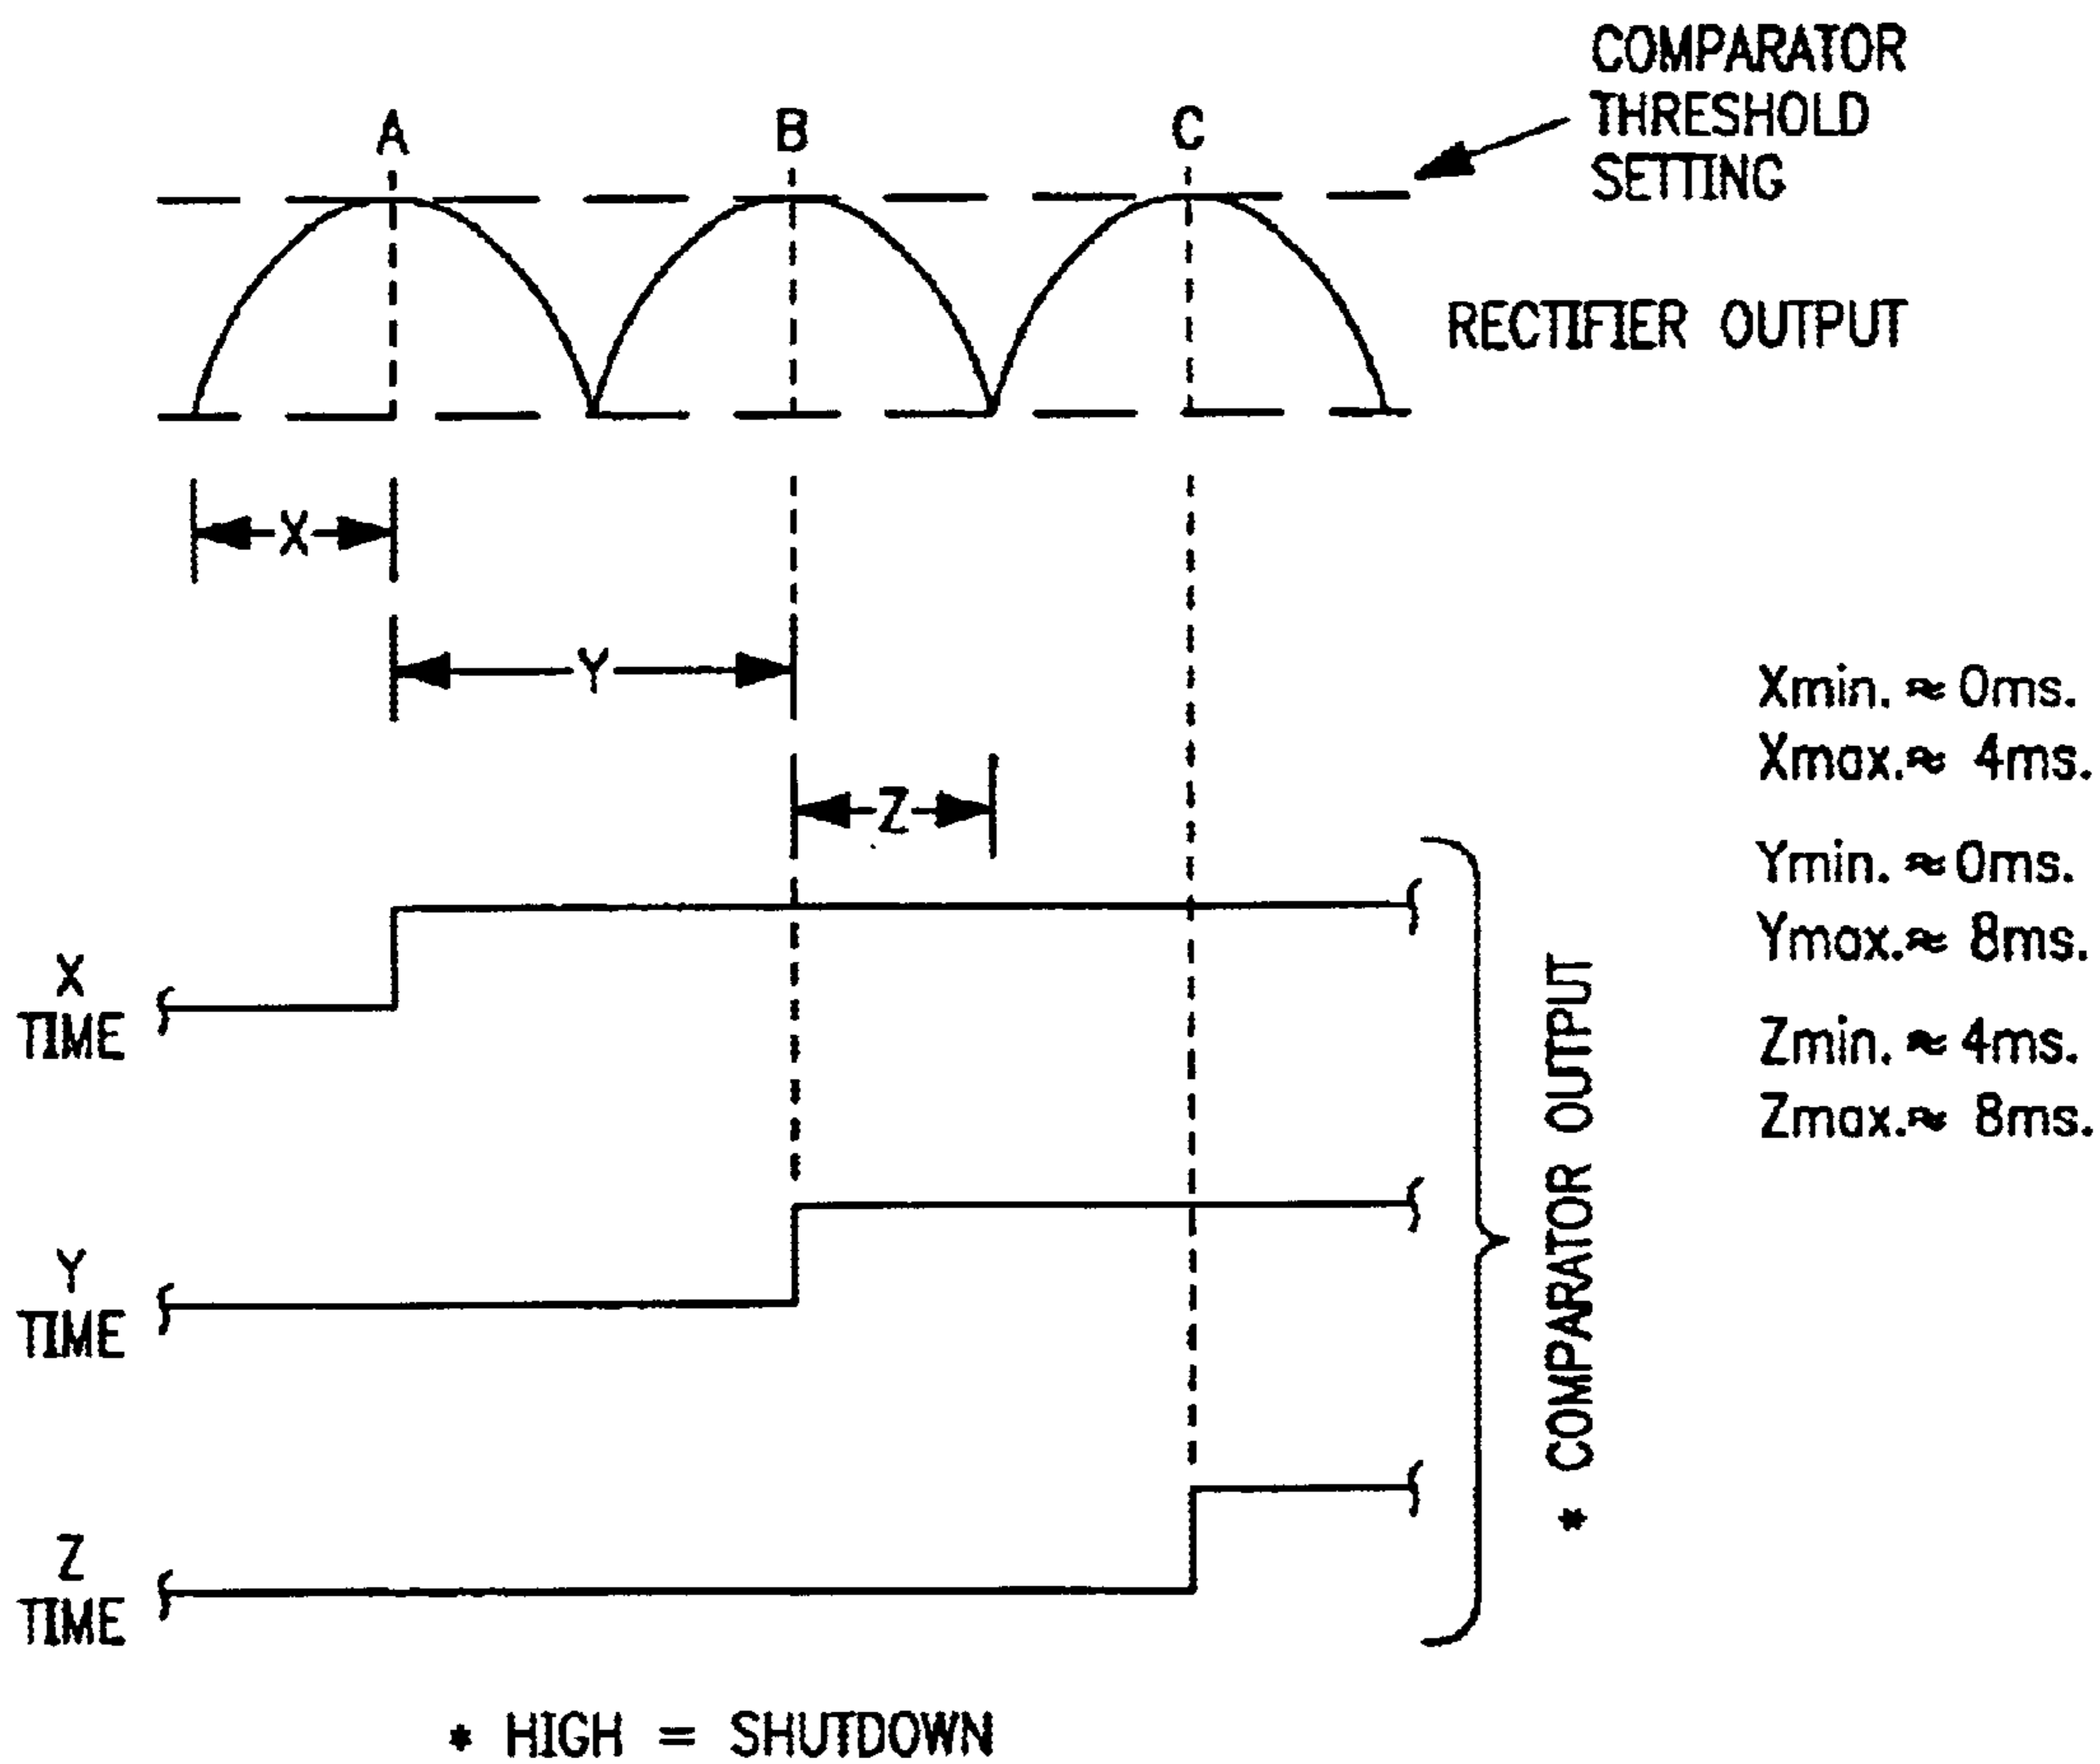 COMPARATOR
THRESHOLD
SETTING
A
B
C
RECTIFIER OUTPUT
X
Y
Z
Xmin. ≈ 0ms.
Xmax. ≈ 4ms.
Ymin. ≈ 0ms.
Ymax. ≈ 8ms.
Zmin. ≈ 4ms.
Zmax. ≈ 8ms.
X
TIME
Y
TIME
Z
TIME
* COMPARATOR OUTPUT
* HIGH = SHUTDOWN